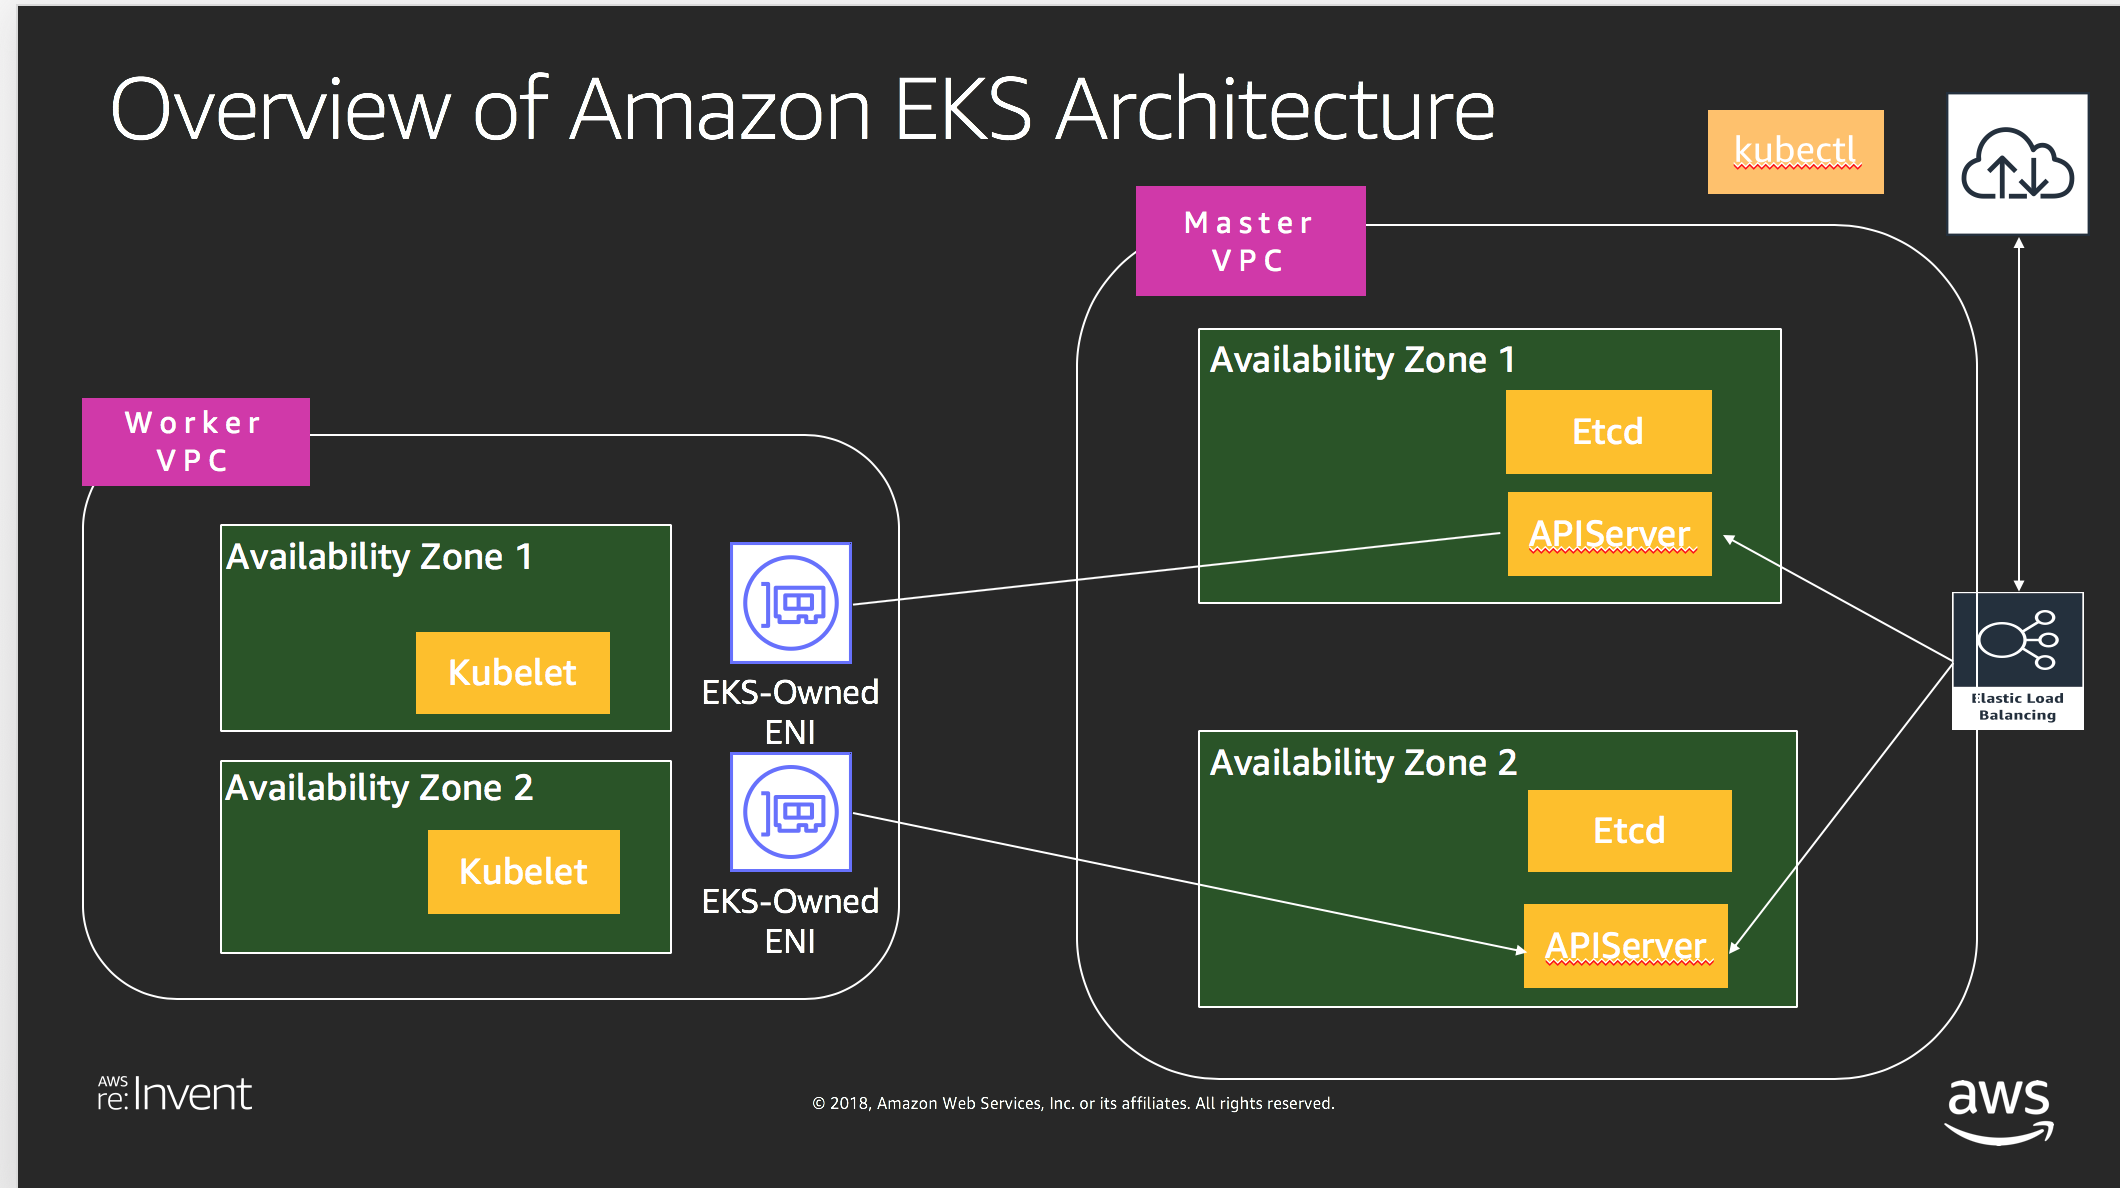 Overview of Amazon EKS Architecture
kubectl
Master
VPC
Availability Zone 1
Etcd
APIServer
Worker
VPC
Availability Zone 1
Kubelet
EKS-Owned
ENI
Availability Zone 2
Kubelet
EKS-Owned
ENI
Elastic Load
Balancing
Availability Zone 2
Etcd
APIServer
AWS
re:Invent
© 2018, Amazon Web Services, Inc. or its affiliates. All rights reserved.
aws